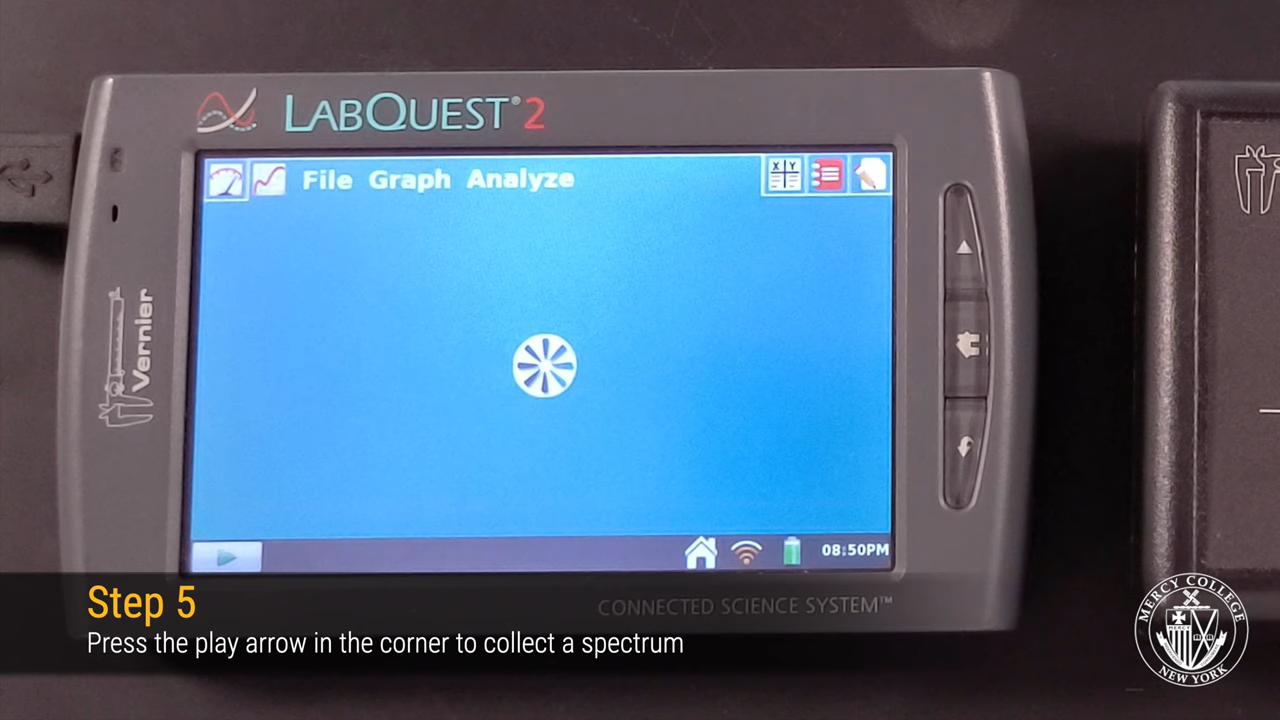 LABQUEST® 2
X Y
File Graph Analyze
Vernier
08:50PM
CONNECTED SCIENCE SYSTEM™
Step 5
Press the play arrow in the corner to collect a spectrum
MERCY COLLEGE
MERCY
NEW YORK